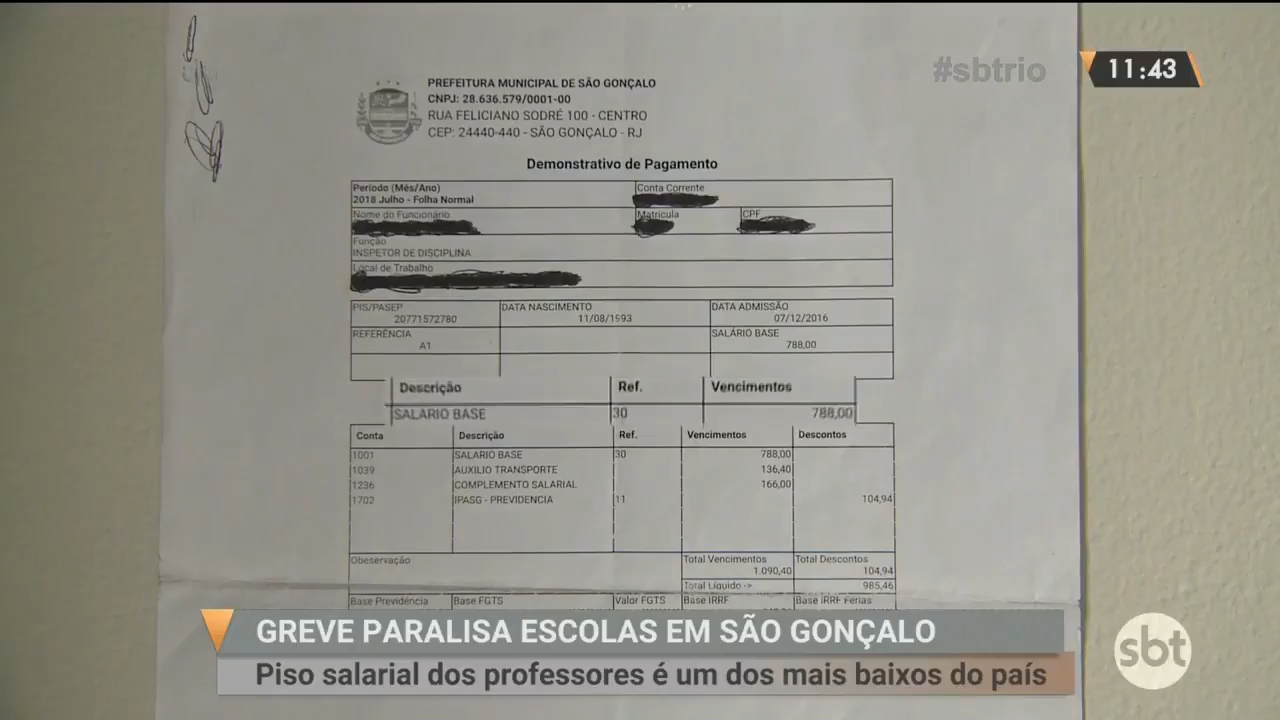 #sbtrio
11:43
PREFEITURA MUNICIPAL DE SÃO GONÇALO
CNPJ: 28.636.579/0001-00
RUA FELICIANO SODRÉ 100 - CENTRO
CEP: 24440-440 - SÃO GONÇALO - RJ
Demonstrativo de Pagamento
Período (Mês/Ano) Conta Corrente
2018 Julho - Folha Normal
Nome do Funcionário Matrícula CPF
Função
INSPETOR DE DISCIPLINA
Local de Trabalho
PIS/PASEP DATA NASCIMENTO DATA ADMISSÃO
20771572780 11/08/1993 07/12/2016
REFERÊNCIA SALÁRIO BASE
A1 788,00
Descrição Ref. Vencimentos
SALARIO BASE 30 788,00
Conta Descrição Ref. Vencimentos Descontos
1001 SALARIO BASE 30 788,00
1039 AUXILIO TRANSPORTE 136,40
1236 COMPLEMENTO SALARIAL 166,00
1702 IPASG - PREVIDENCIA 11 104,94
Obeservação Total Vencimentos Total Descontos
1.090,40 104,94
Total Líquido -> 985,46
Base Previdência Base FGTS Valor FGTS Base IRRF Base IRRF Férias
GREVE PARALISA ESCOLAS EM SÃO GONÇALO
Piso salarial dos professores é um dos mais baixos do país
sbt